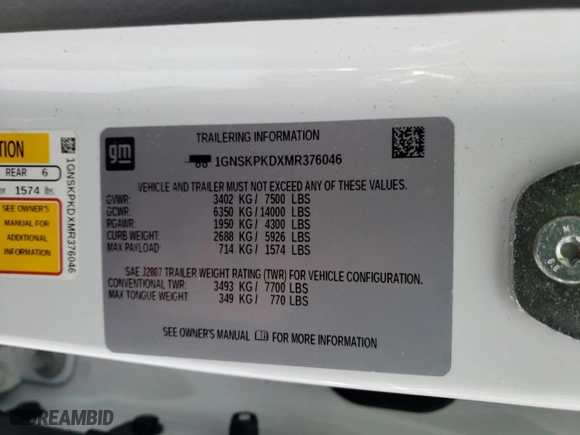 TION
REAR 6
or 1574 lbs.
SEE OWNER'S
MANUAL FOR
ADDITIONAL
INFORMATION
1GNSKPKDXMR376046
gm
TRAILERING INFORMATION
1GNSKPKDXMR376046
VEHICLE AND TRAILER MUST NOT EXCEED ANY OF THESE RATINGS.
GVWR: 3402 KG/ 7500 LBS
GCWR: 6350 KG/ 14000 LBS
RGAWR: 1950 KG/ 4300 LBS
CURB WEIGHT: 2688 KG/ 5926 LBS
MAX PAYLOAD: 714 KG/ 1574 LBS
SAE J2807 TRAILER WEIGHT RATING (TWR) FOR VEHICLE CONFIGURATION.
CONVENTIONAL TWR: 3493 KG/ 7700 LBS
MAX TONGUE WEIGHT: 349 KG/ 770 LBS
SEE OWNER'S MANUAL FOR MORE INFORMATION
DREAMBID